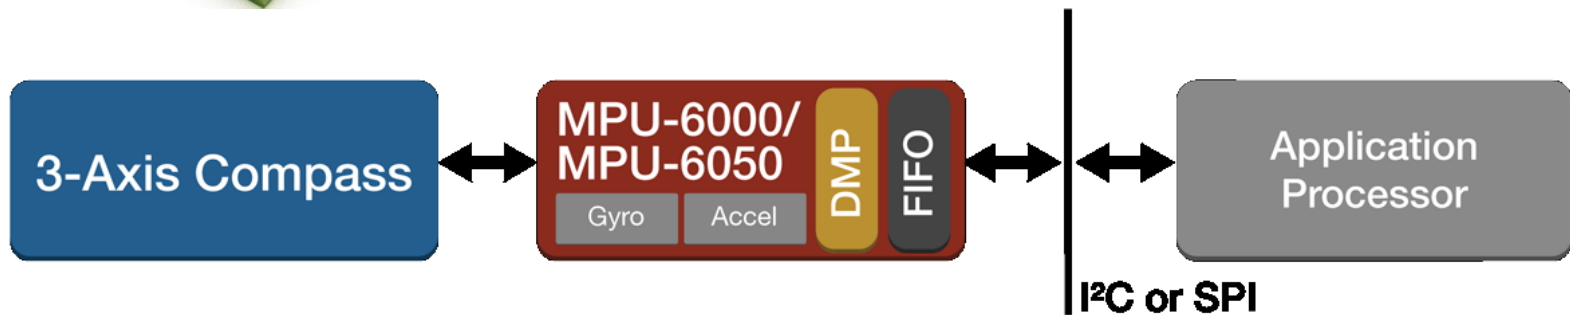 3-Axis Compass
MPU-6000/
MPU-6050
Gyro
Accel
DMP
FIFO
I²C or SPI
Application
Processor